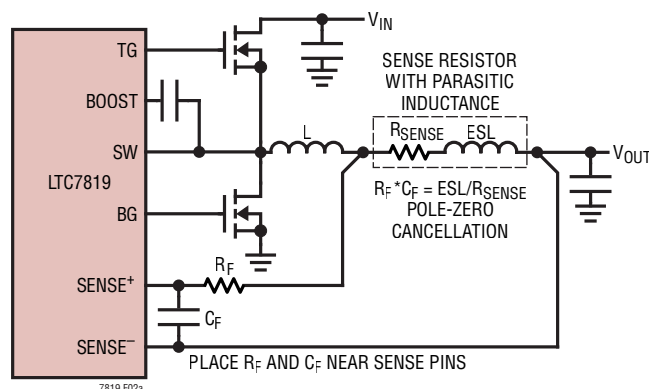 V_IN
TG
SENSE RESISTOR
WITH PARASITIC
INDUCTANCE
BOOST
R_SENSE
ESL
L
SW
V_OUT
LTC7819
R_F *C_F = ESL/R_SENSE
POLE-ZERO
CANCELLATION
BG
R_F
SENSE⁺
C_F
SENSE⁻
PLACE R_F AND C_F NEAR SENSE PINS
7819 F02a